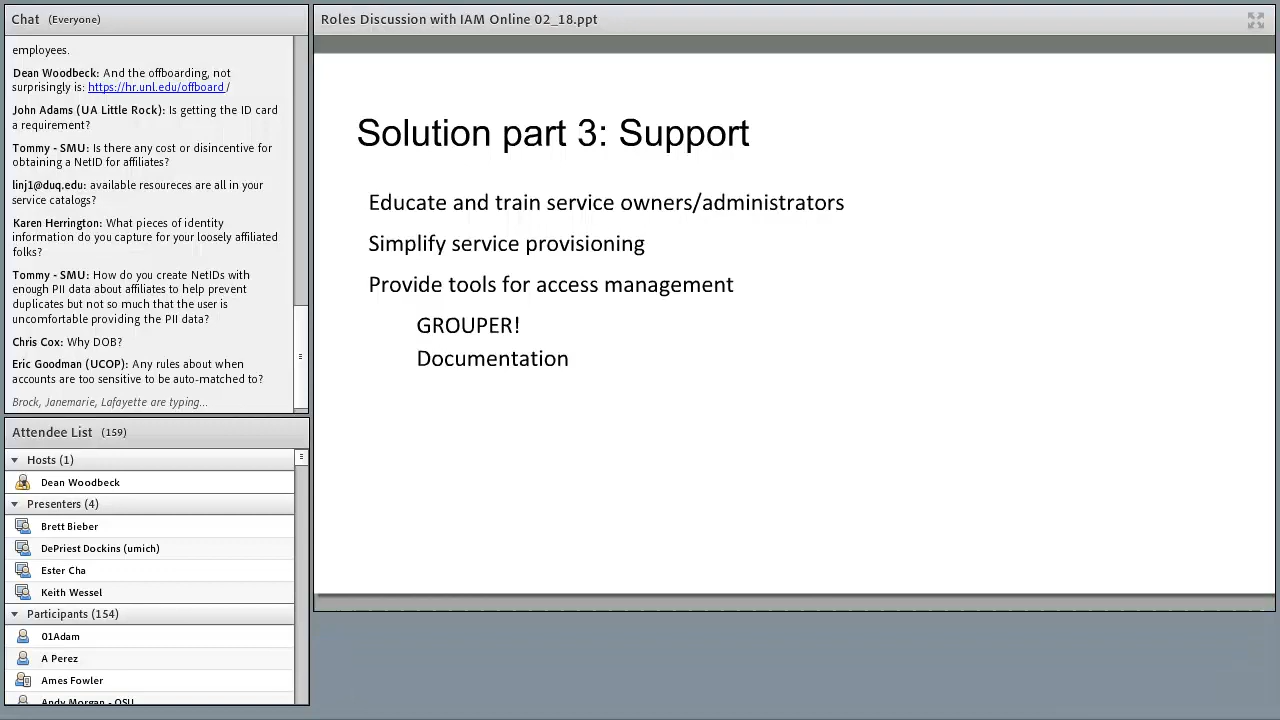 Chat (Everyone)
employees.
Dean Woodbeck: And the offboarding, not
surprisingly is: https://hr.unl.edu/offboard /
John Adams (UA Little Rock): Is getting the ID card
a requirement?
Tommy - SMU: Is there any cost or disincentive for
obtaining a NetID for affiliates?
linj1@duq.edu: available resoureces are all in your
service catalogs?
Karen Herrington: What pieces of identity
information do you capture for your loosely affiliated
folks?
Tommy - SMU: How do you create NetIDs with
enough PII data about affiliates to help prevent
duplicates but not so much that the user is
uncomfortable providing the PII data?
Chris Cox: Why DOB?
Eric Goodman (UCOP): Any rules about when
accounts are too sensitive to be auto-matched to?
Brock, Janemarie, Lafayette are typing...
Attendee List (159)
Hosts (1)
Dean Woodbeck
Presenters (4)
Brett Bieber
DePriest Dockins (umich)
Ester Cha
Keith Wessel
Participants (154)
01Adam
A Perez
Ames Fowler
Andy Morgan - OSU
Roles Discussion with IAM Online 02_18.ppt
Solution part 3: Support
Educate and train service owners/administrators
Simplify service provisioning
Provide tools for access management
GROUPER!
Documentation